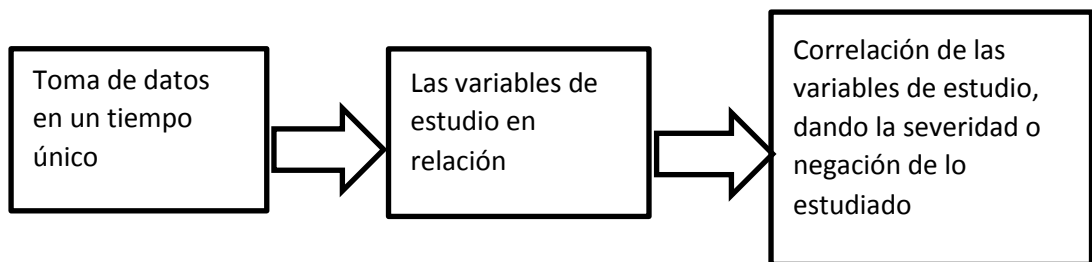 Toma de datos
en un tiempo
único
Las variables de
estudio en
relación
Correlación de las
variables de estudio,
dando la severidad o
negación de lo
estudiado